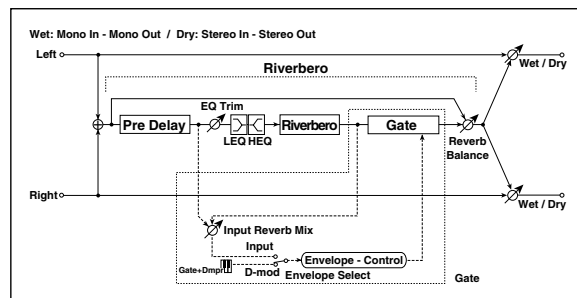 Wet: Mono In - Mono Out / Dry: Stereo In - Stereo Out
Left
Wet / Dry
Riverbero
EQ Trim
Pre Delay
LEQ HEQ
Riverbero
Gate
Reverb
Balance
Right
Wet / Dry
Input Reverb Mix
Input
Gate+Dmpr
D-mod
Envelope - Control
Envelope Select
Gate